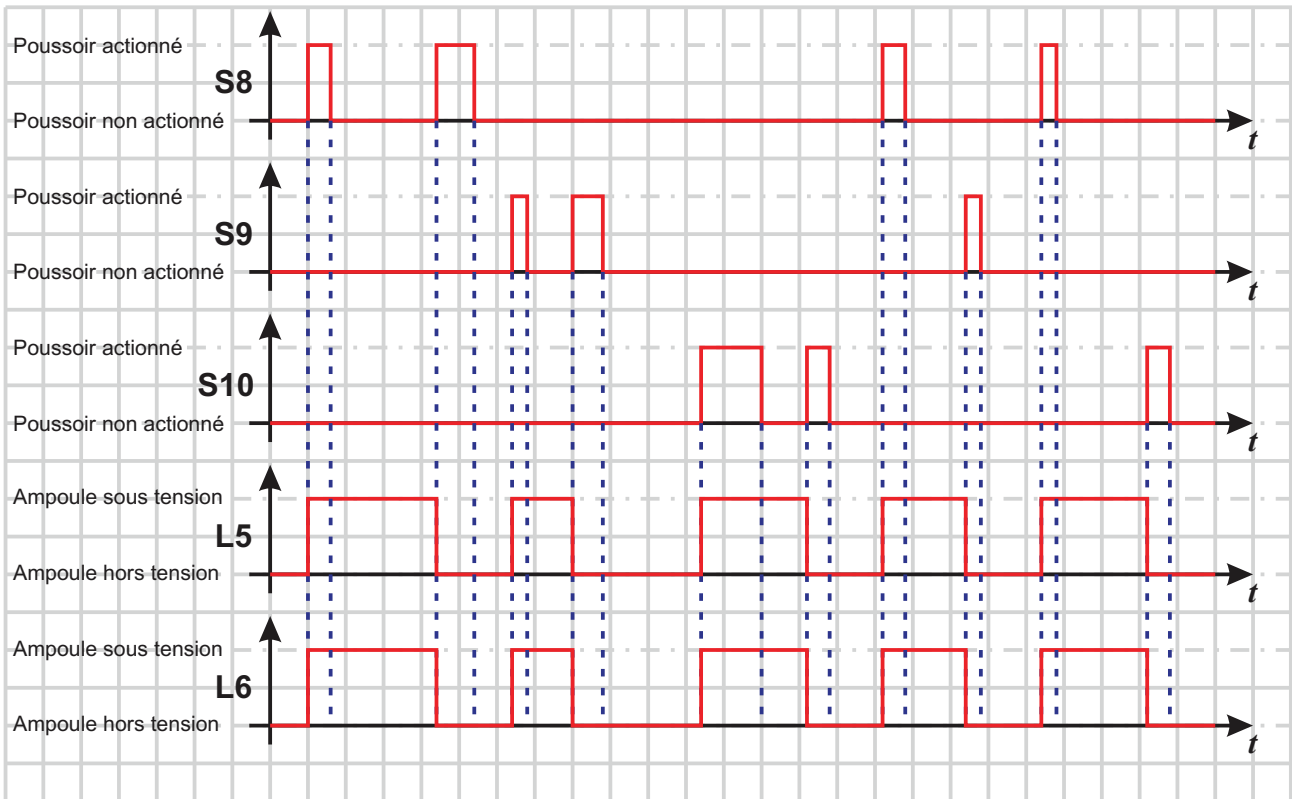 Poussoir actionné
S8
Poussoir non actionné
t
Poussoir actionné
S9
Poussoir non actionné
t
Poussoir actionné
S10
Poussoir non actionné
t
Ampoule sous tension
L5
Ampoule hors tension
t
Ampoule sous tension
L6
Ampoule hors tension
t